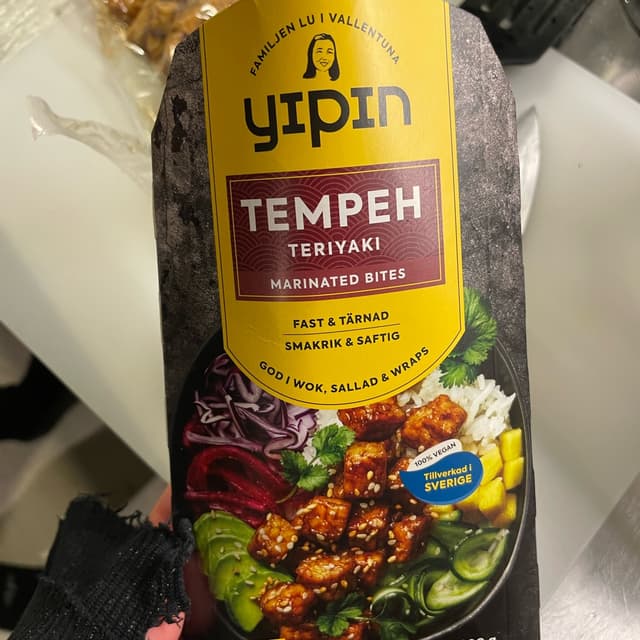 FAMILJEN LU I VALLENTUNA
yipin
TEMPEH
TERIYAKI
MARINATED BITES
FAST & TÄRNAD
SMAKRIK & SAFTIG
GOD I WOK, SALLAD & WRAPS
100% VEGAN
Tillverkad i
SVERIGE